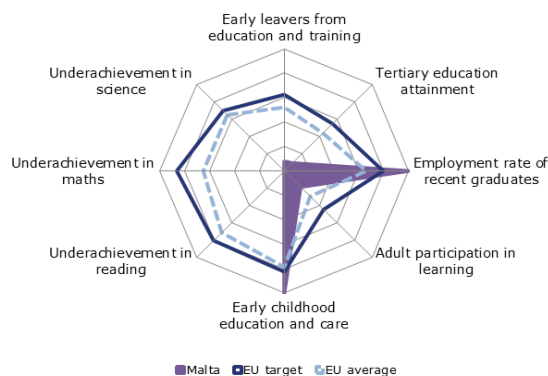 Early leavers from
education and training
Underachievement in
science
Tertiary education
attainment
Underachievement in
maths
Employment rate of
recent graduates
Underachievement in
reading
Adult participation in
learning
Early childhood
education and care
Malta EU target EU average